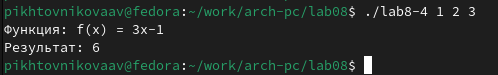 pikhtovnikovaav@fedora:~/work/arch-pc/lab08$ ./lab8-4 1 2 3
Функция: f(x) = 3x-1
Результат: 6
pikhtovnikovaav@fedora:~/work/arch-pc/lab08$